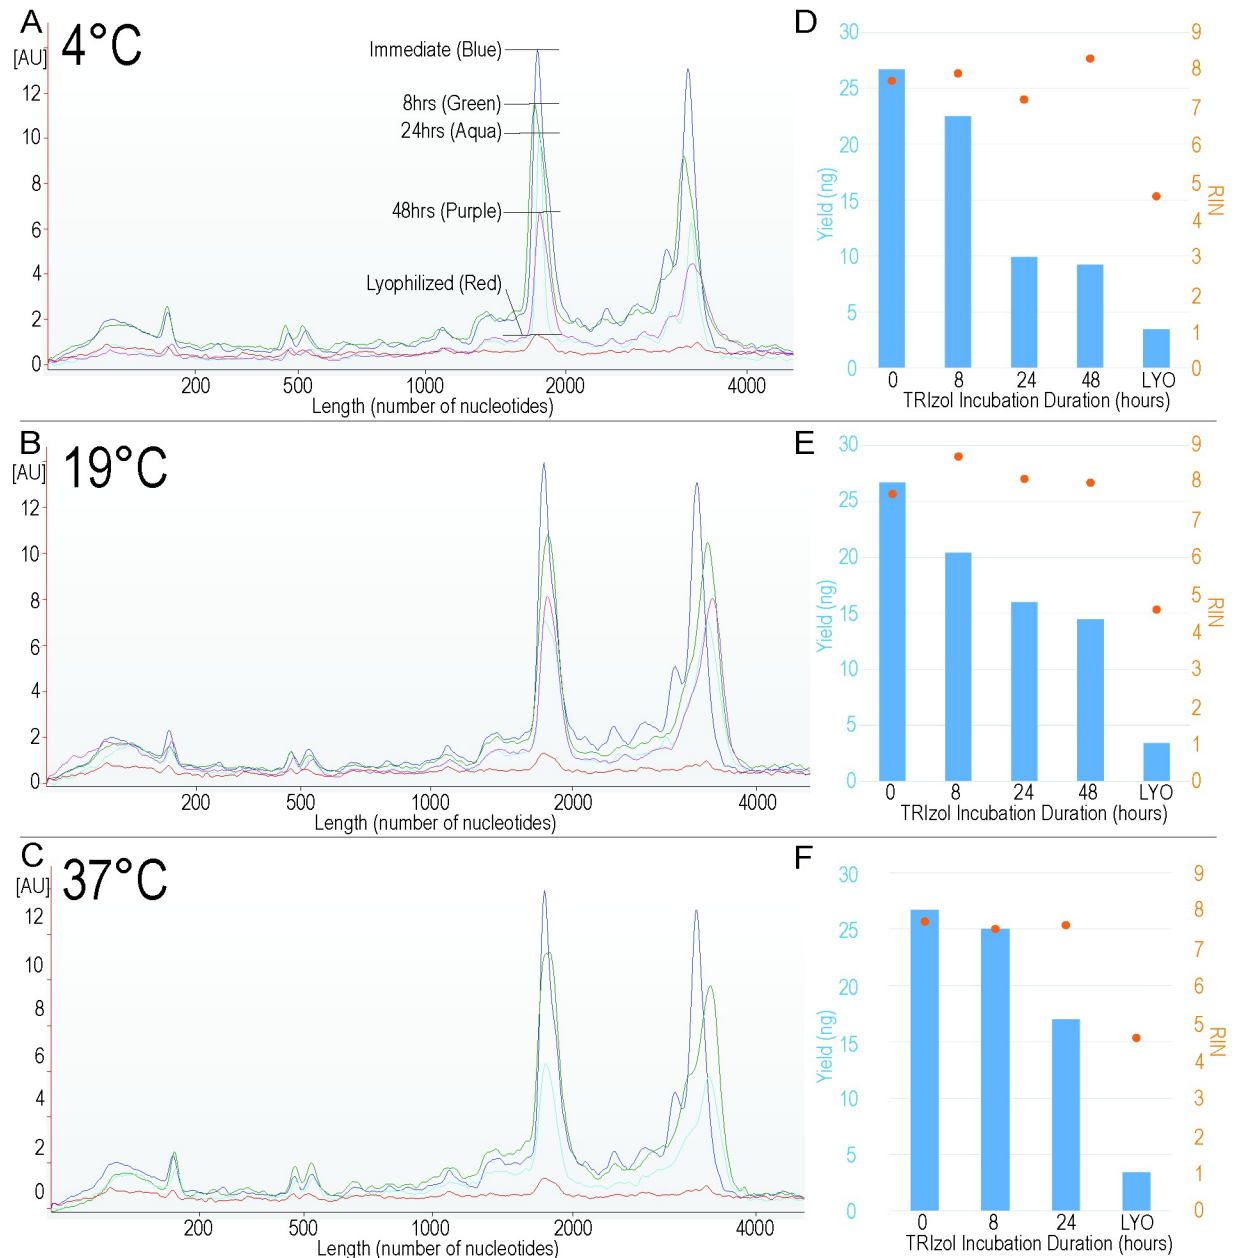 A
4°C
[AU]
12
10
8
6
4
2
0
Immediate (Blue)
8hrs (Green)
24hrs (Aqua)
48hrs (Purple)
Lyophilized (Red)
200 500 1000 2000 4000
Length (number of nucleotides)
D
30
25
20
15
10
5
0
Yield (ng)
9
8
7
6
5
4
3
2
1
0
RIN
0 8 24 48 LYO
TRIzol Incubation Duration (hours)
B
19°C
[AU]
12
10
8
6
4
2
0
200 500 1000 2000 4000
Length (number of nucleotides)
E
30
25
20
15
10
5
0
Yield (ng)
9
8
7
6
5
4
3
2
1
0
RIN
0 8 24 48 LYO
TRIzol Incubation Duration (hours)
C
37°C
[AU]
12
10
8
6
4
2
0
200 500 1000 2000 4000
Length (number of nucleotides)
F
30
25
20
15
10
5
0
Yield (ng)
9
8
7
6
5
4
3
2
1
0
RIN
0 8 24 LYO
TRIzol Incubation Duration (hours)